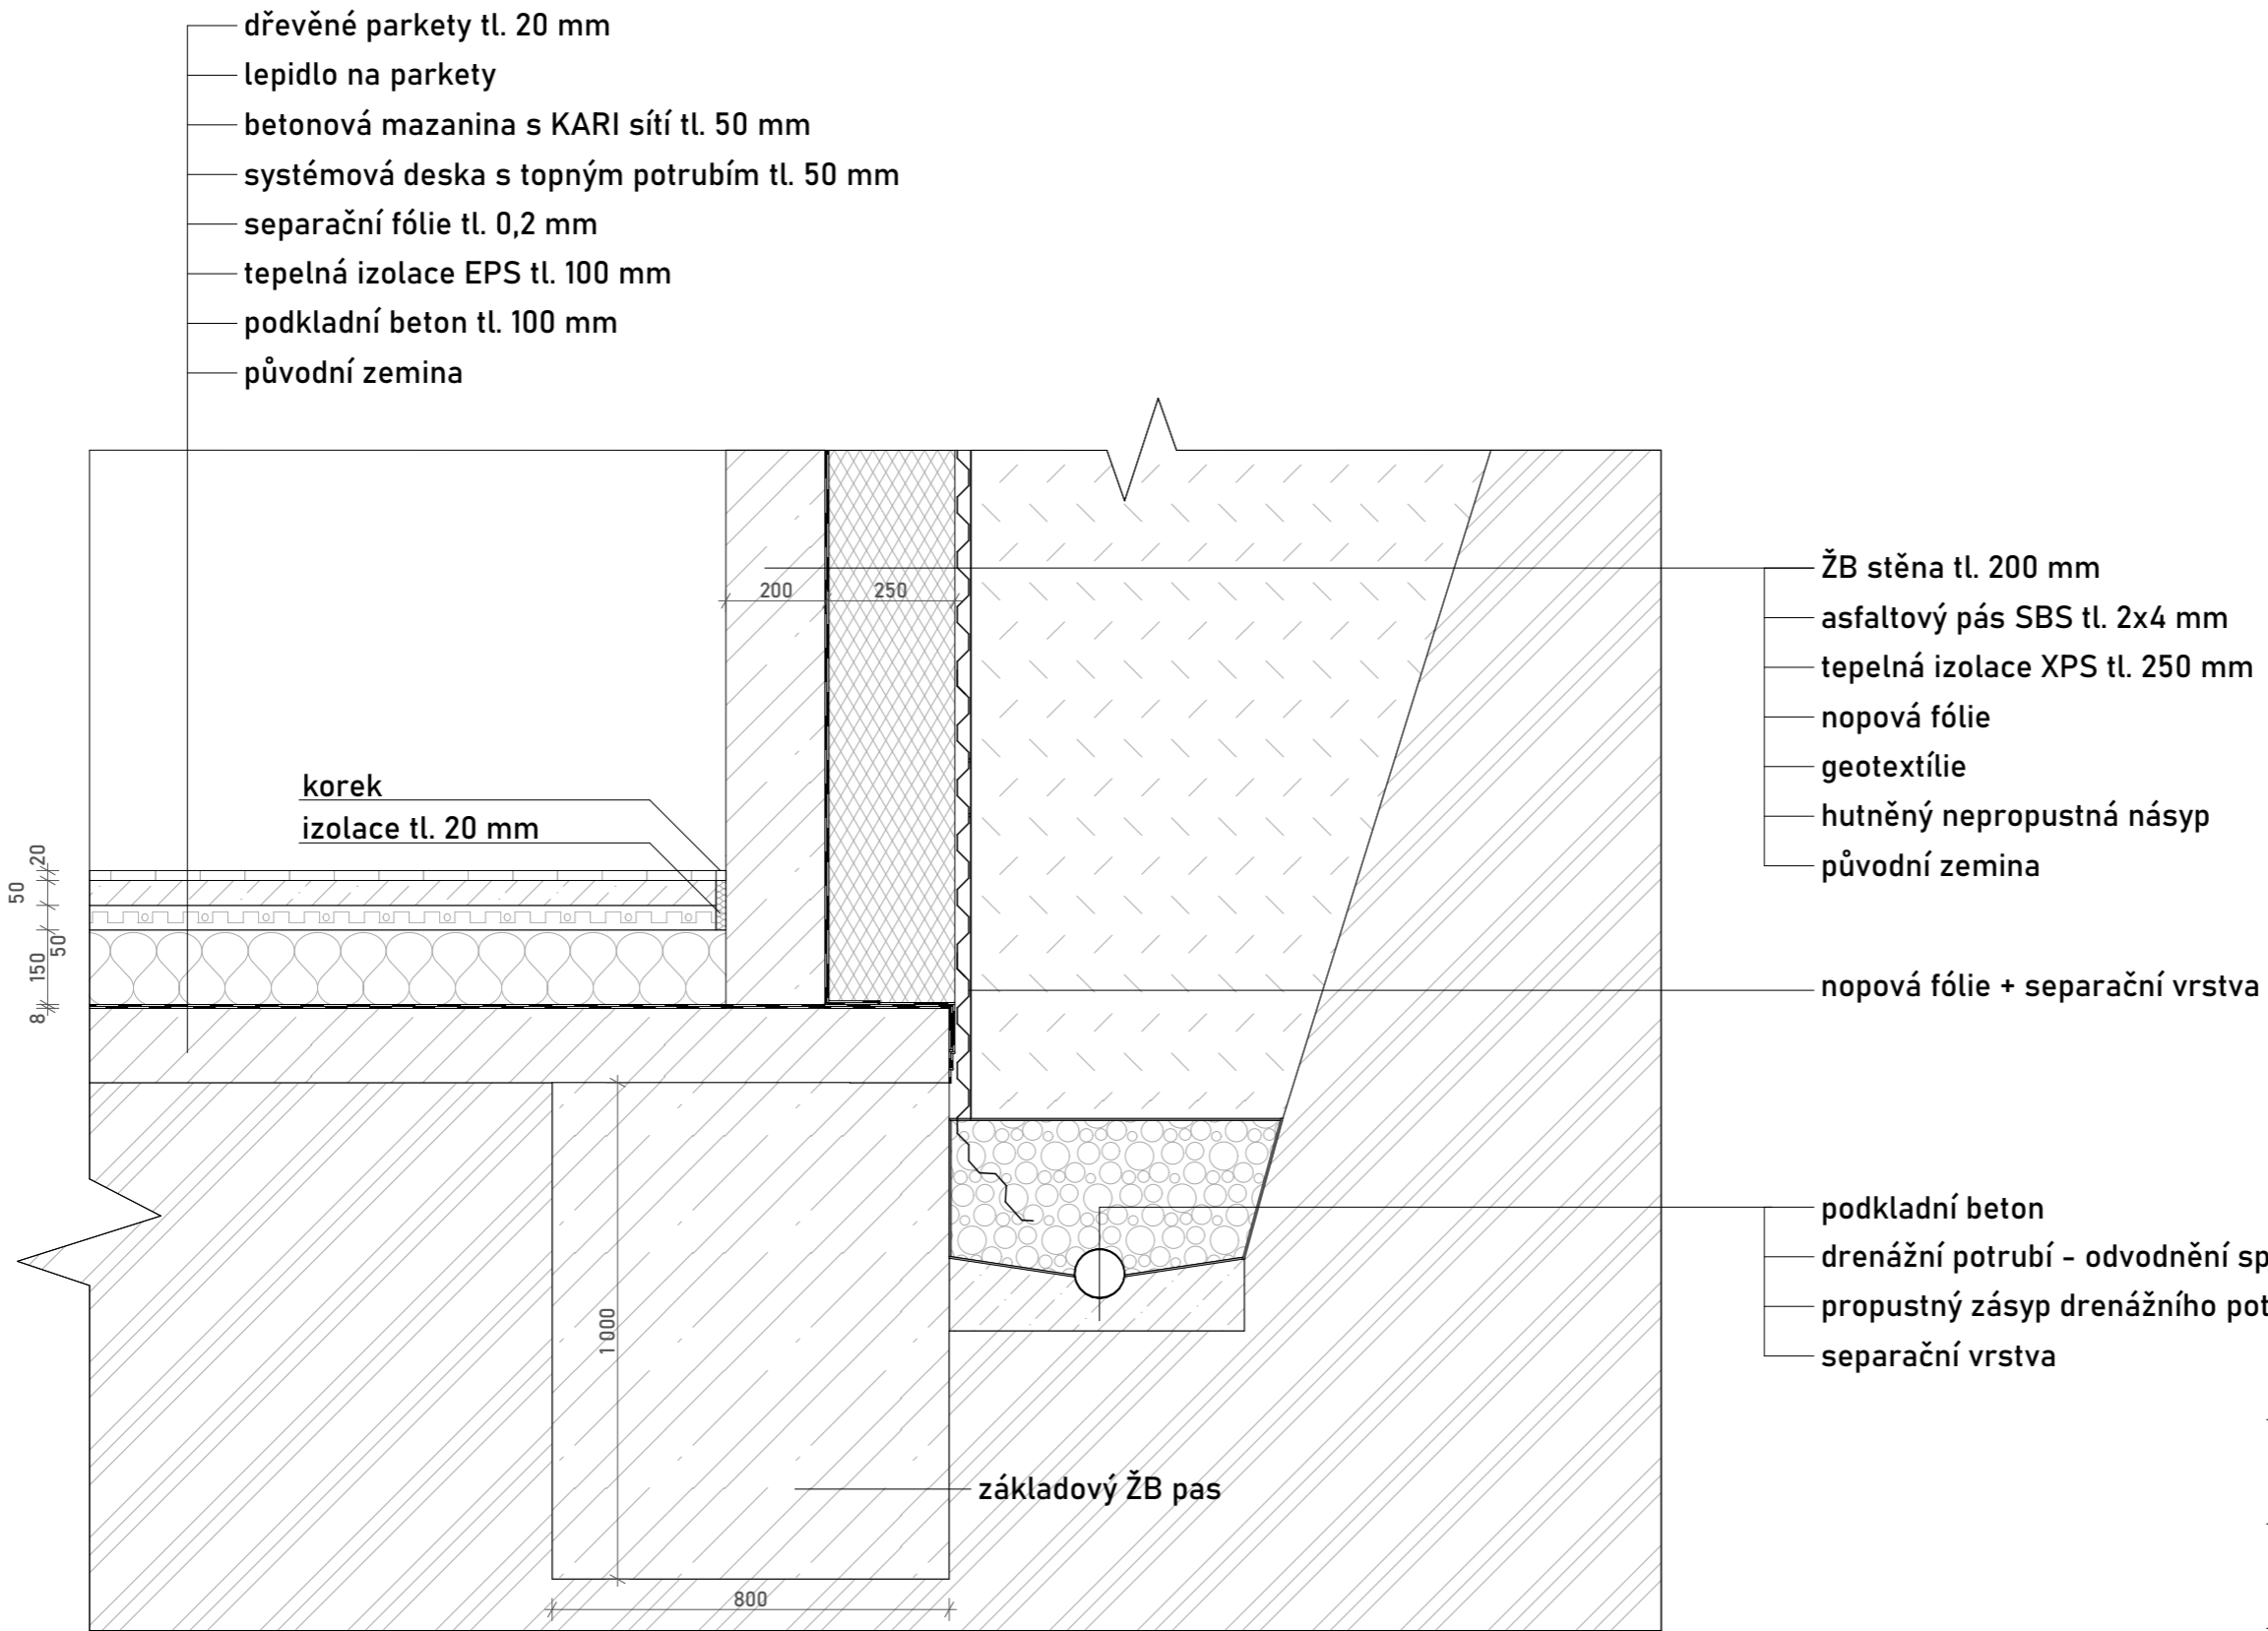 dřevěné parkety tl. 20 mm
lepidlo na parkety
betonová mazanina s KARI sítí tl. 50 mm
systémová deska s topným potrubím tl. 50 mm
separační fólie tl. 0,2 mm
tepelná izolace EPS tl. 100 mm
podkladní beton tl. 100 mm
původní zemina
ŽB stěna tl. 200 mm
asfaltový pás SBS tl. 2x4 mm
tepelná izolace XPS tl. 250 mm
nopová fólie
geotextílie
hutněný nepropustná násyp
původní zemina
200
250
korek
izolace tl. 20 mm
20
50
50
150
8
nopová fólie + separační vrstva
podkladní beton
drenážní potrubí - odvodnění
propustný zásyp drenážního
separační vrstva
1 000
základový ŽB pas
800